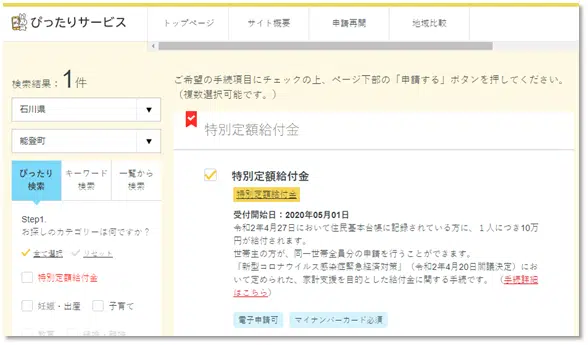 ぴったりサービス
トップページ
サイト概要
申請再開
地域比較
検索結果：1件
石川県 ▼
能登町 ▼
ぴったり
検索
キーワード
検索
一覧から
検索
Step1.
お探しのカテゴリーは何ですか？
全て選択 リセット
特別定額給付金
妊娠・出産 子育て
ご希望の手続項目にチェックの上、ページ下部の「申請する」ボタンを押してください。
（複数選択可能です。）
特別定額給付金
特別定額給付金
特別定額給付金
受付開始日：2020年05月01日
令和2年4月27日において住民基本台帳に記録されている方に、1人につき10万
円が給付されます。
世帯主の方が、同一世帯全員分の申請を行うことができます。
「新型コロナウイルス感染症緊急経済対策」（令和2年4月20日閣議決定）におい
て定められた、家計支援を目的とした給付金に関する手続です。（手続詳細
はこちら）
電子申請可 マイナンバーカード必須